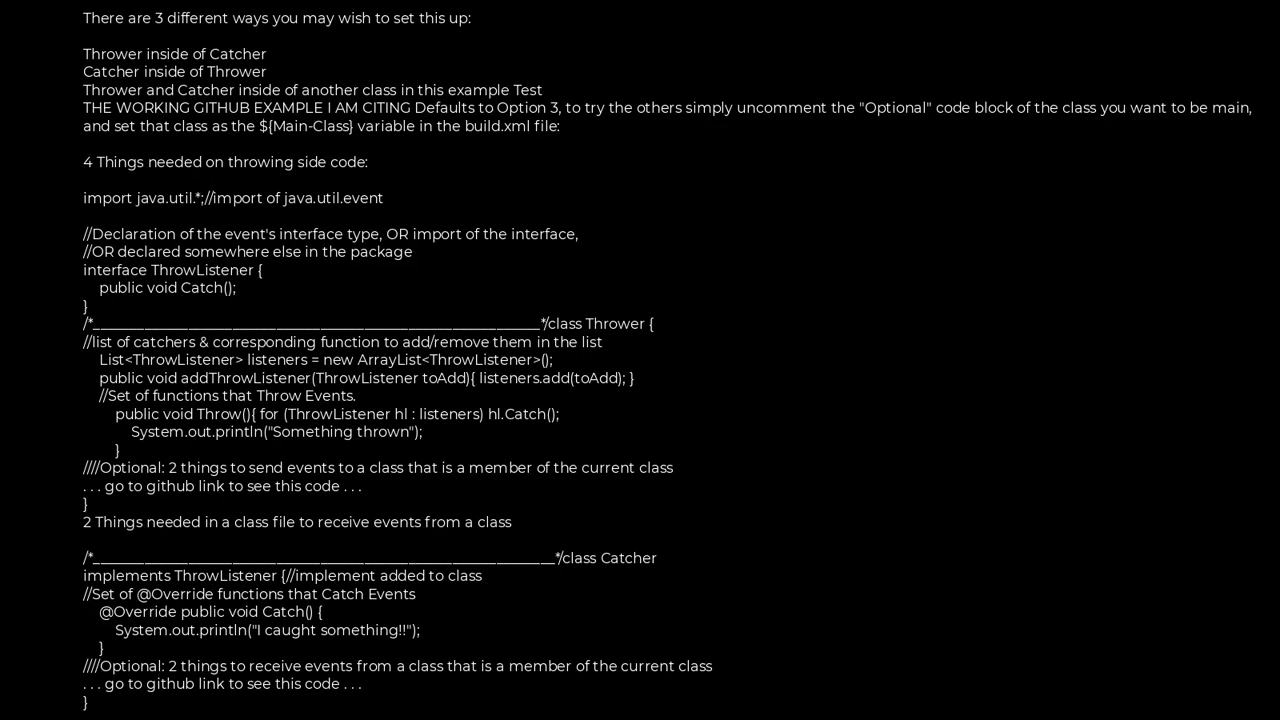 There are 3 different ways you may wish to set this up:
Thrower inside of Catcher
Catcher inside of Thrower
Thrower and Catcher inside of another class in this example Test
THE WORKING GITHUB EXAMPLE I AM CITING Defaults to Option 3, to try the others simply uncomment the "Optional" code block of the class you want to be main,
and set that class as the ${Main-Class} variable in the build.xml file:
4 Things needed on throwing side code:
import java.util.*;//import of java.util.event
//Declaration of the event's interface type, OR import of the interface,
//OR declared somewhere else in the package
interface ThrowListener {
    public void Catch();
}
/*_____________________________________________________________*/class Thrower {
//list of catchers & corresponding function to add/remove them in the list
    List<ThrowListener> listeners = new ArrayList<ThrowListener>();
    public void addThrowListener(ThrowListener toAdd){ listeners.add(toAdd); }
    //Set of functions that Throw Events.
        public void Throw(){ for (ThrowListener hl : listeners) hl.Catch();
            System.out.println("Something thrown");
        }
////Optional: 2 things to send events to a class that is a member of the current class
. . . go to github link to see this code . . .
}
2 Things needed in a class file to receive events from a class
/*_______________________________________________________________*/class Catcher
implements ThrowListener {//implement added to class
//Set of @Override functions that Catch Events
    @Override public void Catch() {
        System.out.println("I caught something!!");
    }
////Optional: 2 things to receive events from a class that is a member of the current class
. . . go to github link to see this code . . .
}